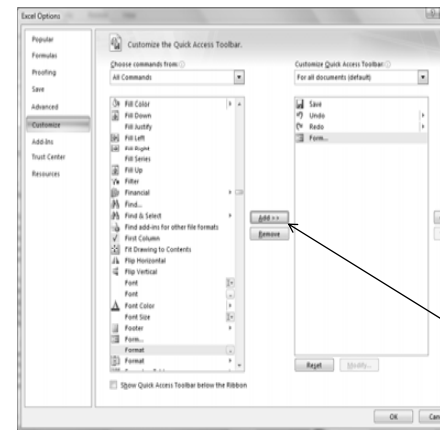 Excel Options
Popular
Formulas
Proofing
Save
Advanced
Customize
Add-Ins
Trust Center
Resources
Customize the Quick Access Toolbar.
Choose commands from:
All Commands
Fill Color
Fill Down
Fill Justify
Fill Left
Fill Right
Fill Series
Fill Up
Filter
Financial
Find...
Find & Select
Find add-ins for other file formats
First Column
Fit Drawing to Contents
Flip Horizontal
Flip Vertical
Font
Font
Font Color
Font Size
Footer
Form...
Format
Format
Show Quick Access Toolbar below the Ribbon
Add >>
Remove
Customize Quick Access Toolbar:
For all documents (default)
Save
Undo
Redo
Form...
Reset
Modify...
OK
Can